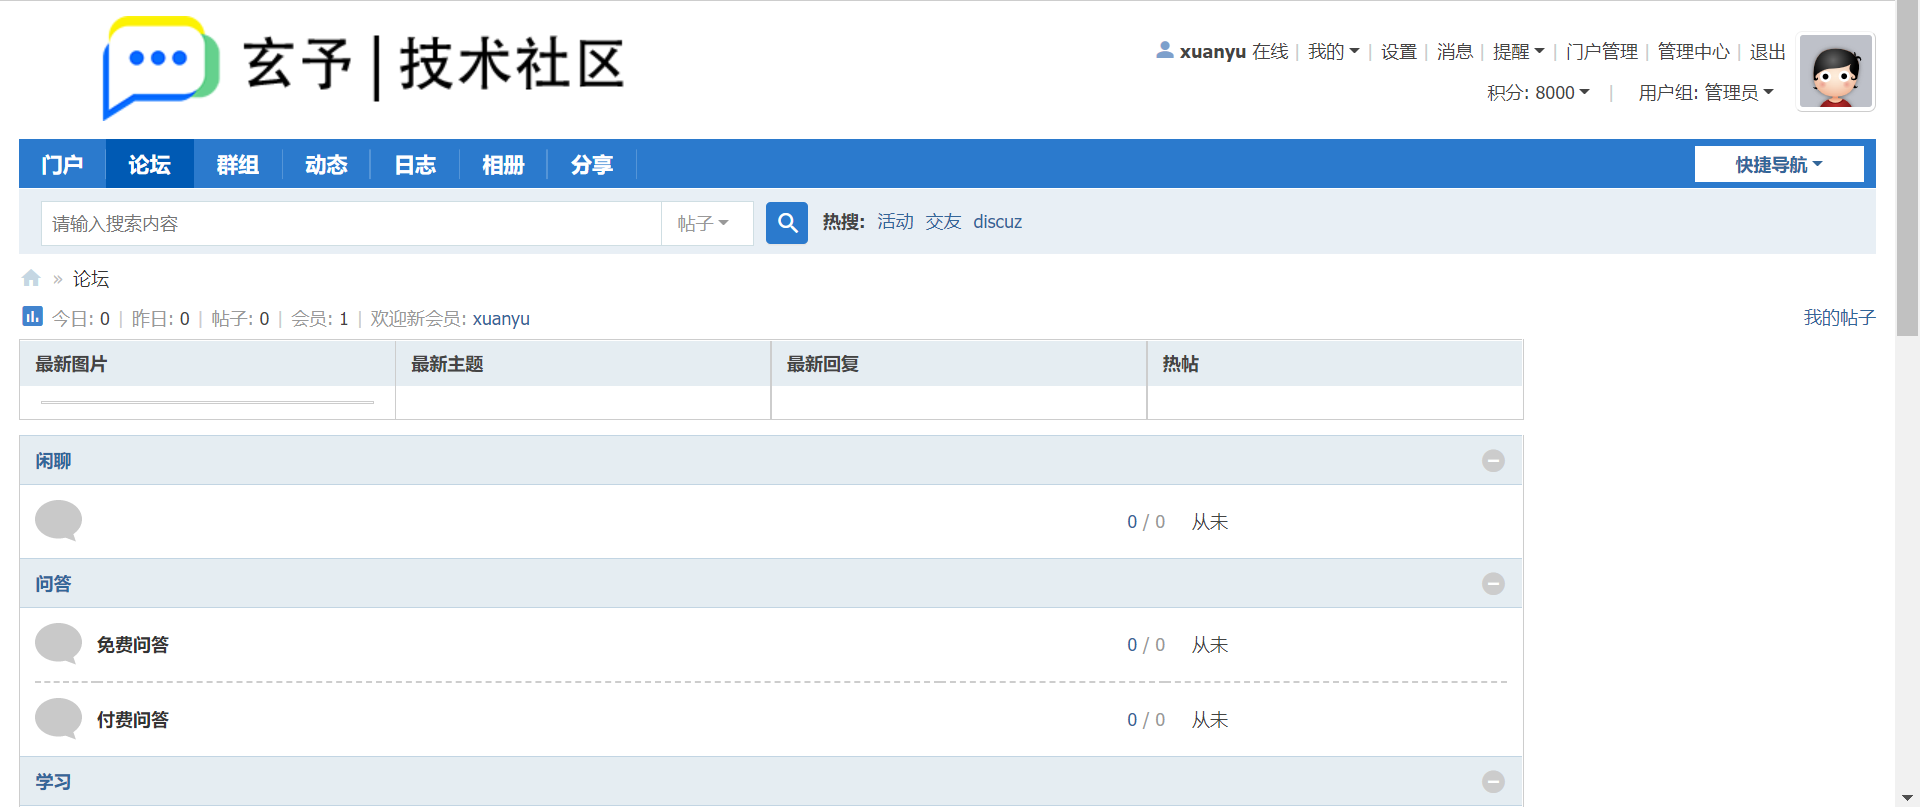 玄予|技术社区
xuanyu 在线 | 我的 | 设置 | 消息 | 提醒 | 门户管理 | 管理中心 | 退出
积分: 8000 | 用户组: 管理员
门户 论坛 群组 动态 日志 相册 分享 快捷导航
请输入搜索内容 帖子 热搜: 活动 交友 discuz
» 论坛
今日: 0 | 昨日: 0 | 帖子: 0 | 会员: 1 | 欢迎新会员: xuanyu 我的帖子
最新图片 最新主题 最新回复 热帖
闲聊
0 / 0 从未
问答
免费问答 0 / 0 从未
付费问答 0 / 0 从未
学习